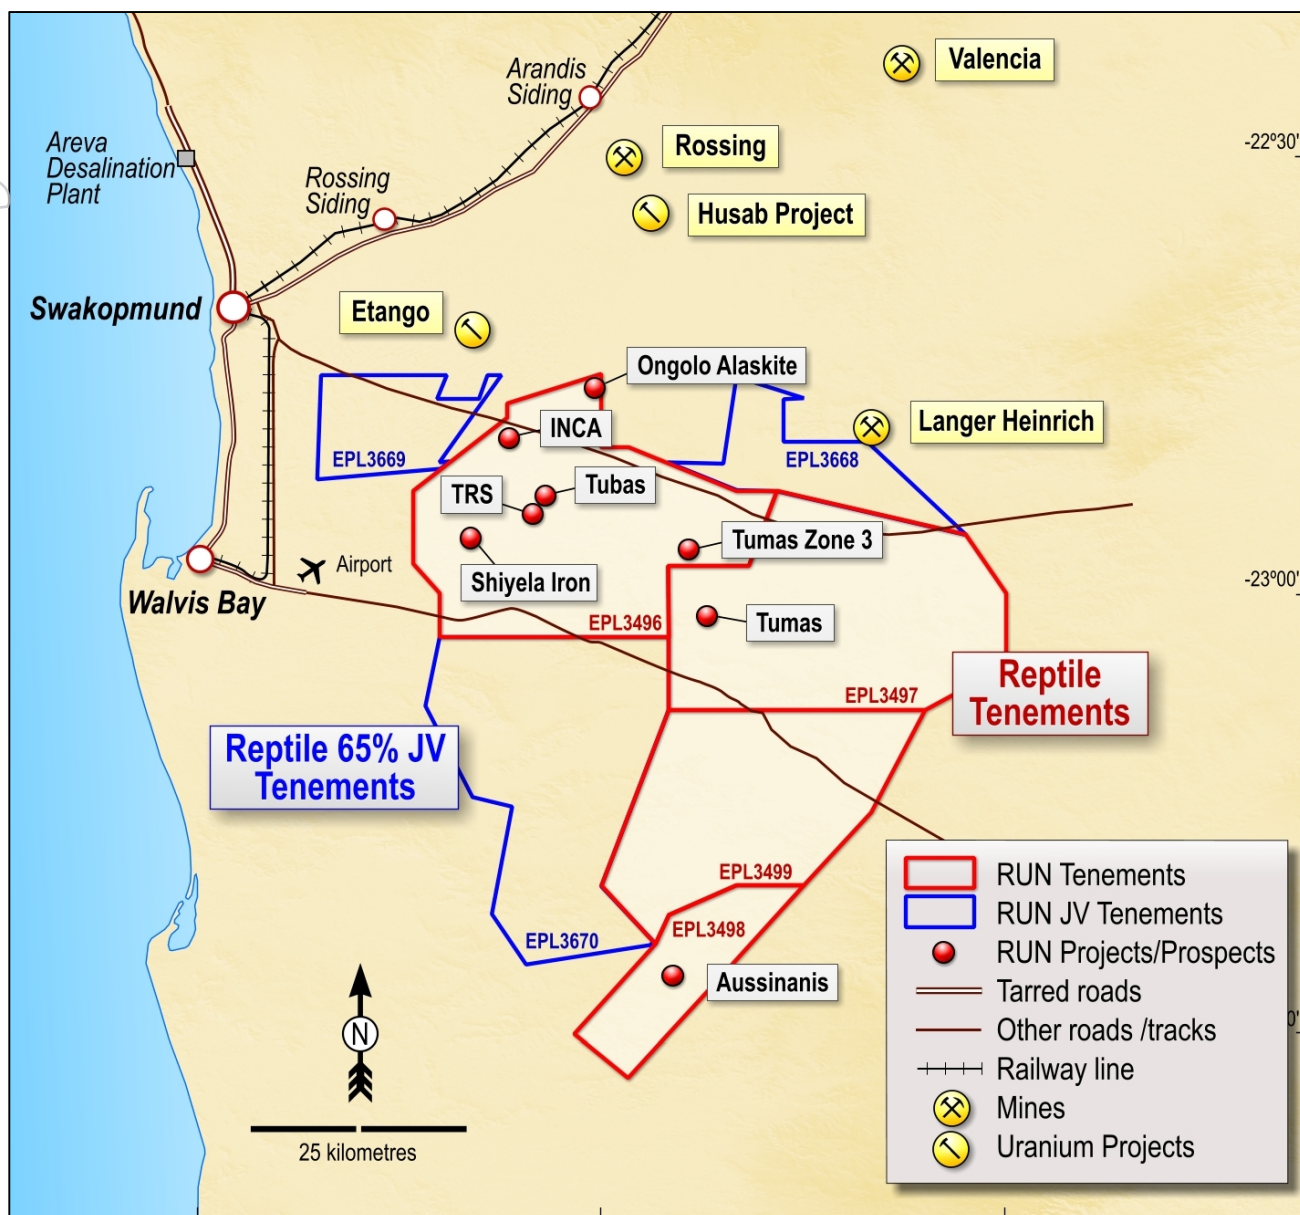 Valencia
Arandis
Siding
-22°30'
Areva
Desalination
Plant
Rossing
Rossing
Siding
Husab Project
Swakopmund
Etango
Ongolo Alaskite
INCA
Langer Heinrich
EPL3669
EPL3668
TRS
Tubas
Tumas Zone 3
Airport
Shiyela Iron
-23°00'
Walvis Bay
EPL3496
Tumas
Reptile
Tenements
EPL3497
Reptile 65% JV
Tenements
EPL3499
EPL3498
EPL3670
Aussinanis
N
25 kilometres
RUN Tenements
RUN JV Tenements
RUN Projects/Prospects
Tarred roads
Other roads /tracks
Railway line
Mines
Uranium Projects